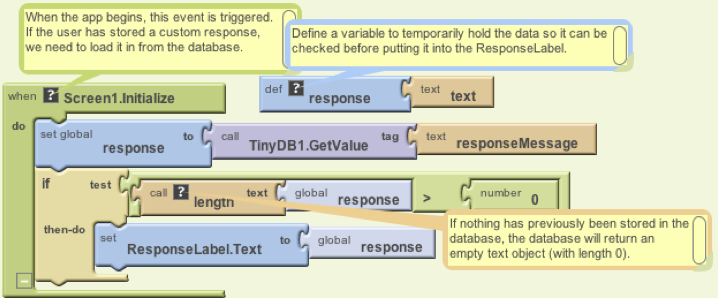 When the app begins, this event is triggered.
If the user has stored a custom response,
we need to load it in from the database.
Define a variable to temporarily hold the data so it can be
checked before putting it into the ResponseLabel.
def ? response text text
when ? Screen1.Initialize
do set global response to call TinyDB1.GetValue tag text responseMessage
if test call ? length text global response > number 0
then-do set ResponseLabel.Text to global response
If nothing has previously been stored in the
database, the database will return an
empty text object (with length 0).